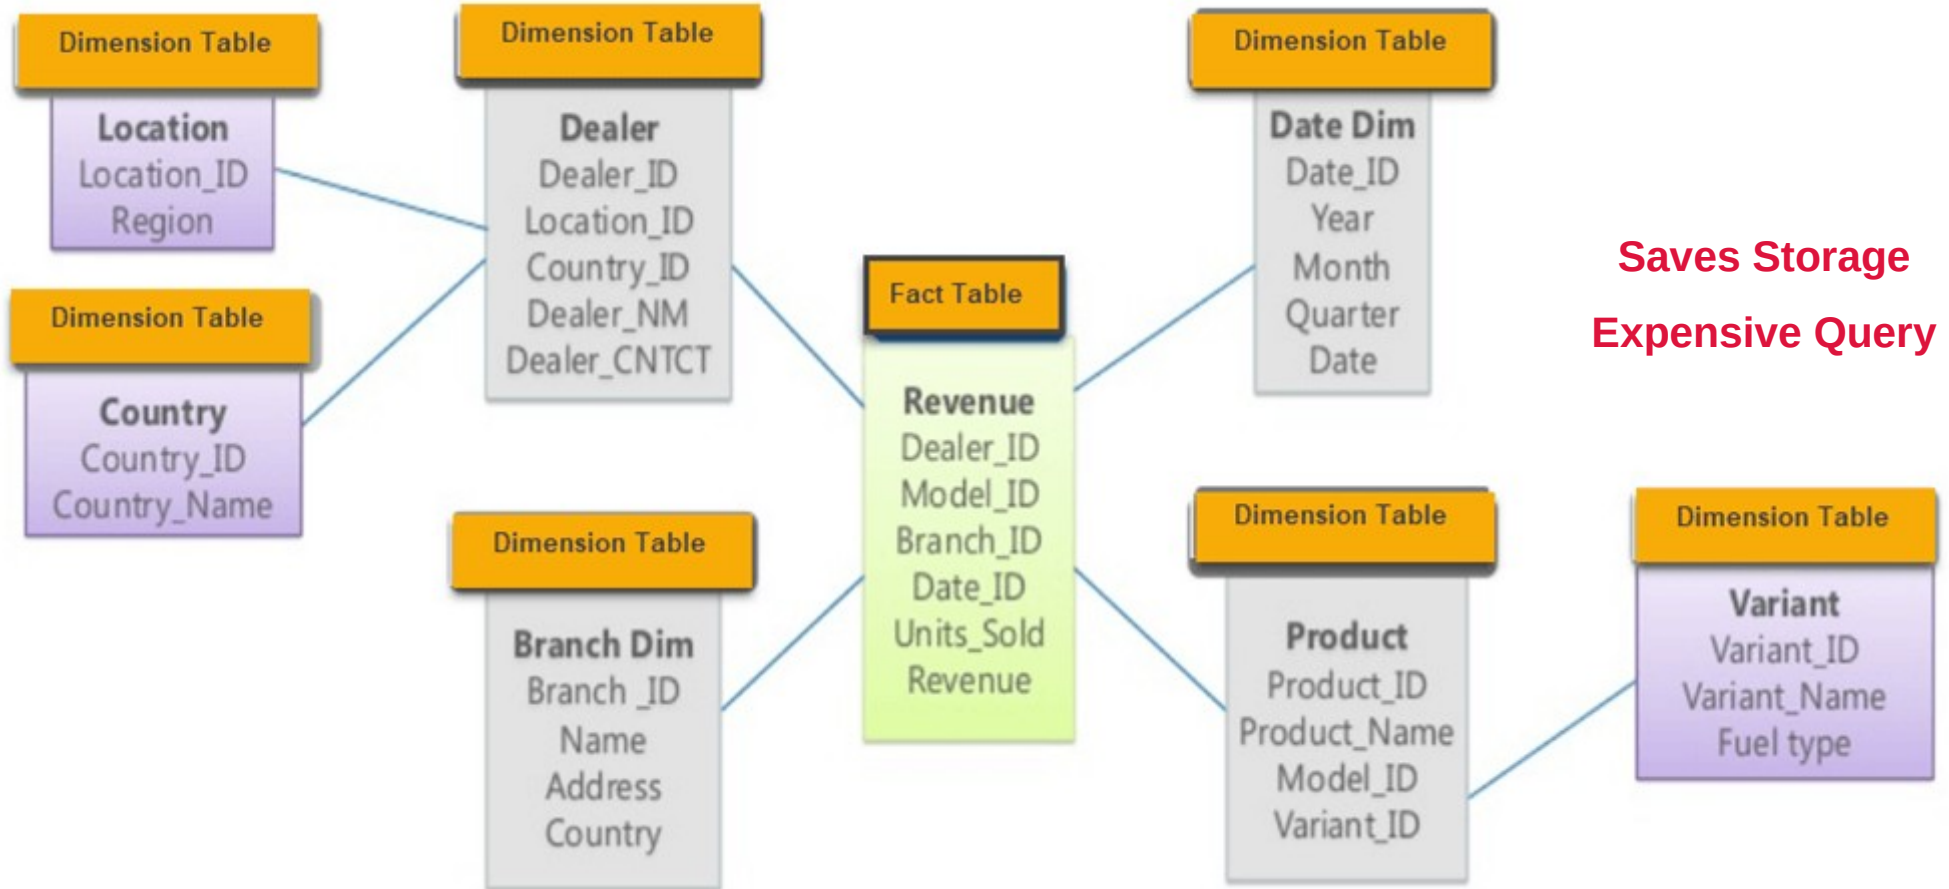 Dimension Table
Location
Location_ID
Region
Dimension Table
Country
Country_ID
Country_Name
Dimension Table
Dealer
Dealer_ID
Location_ID
Country_ID
Dealer_NM
Dealer_CNTCT
Dimension Table
Branch Dim
Branch _ID
Name
Address
Country
Fact Table
Revenue
Dealer_ID
Model_ID
Branch_ID
Date_ID
Units_Sold
Revenue
Dimension Table
Date Dim
Date_ID
Year
Month
Quarter
Date
Dimension Table
Product
Product_ID
Product_Name
Model_ID
Variant_ID
Saves Storage
Expensive Query
Dimension Table
Variant
Variant_ID
Variant_Name
Fuel type